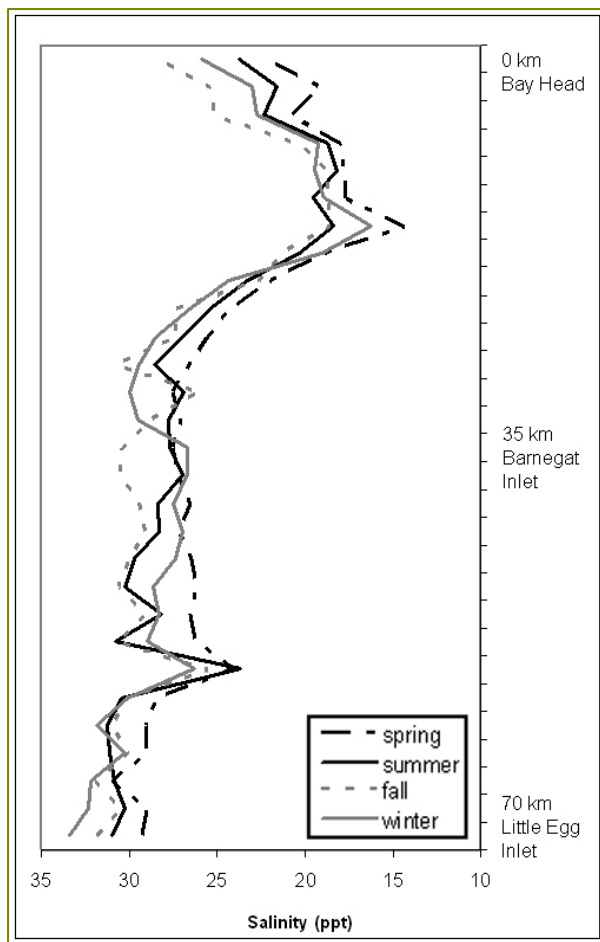 0 km
Bay Head
35 km
Barnegat
Inlet
spring
summer
fall
winter
70 km
Little Egg
Inlet
35 30 25 20 15 10
Salinity (ppt)